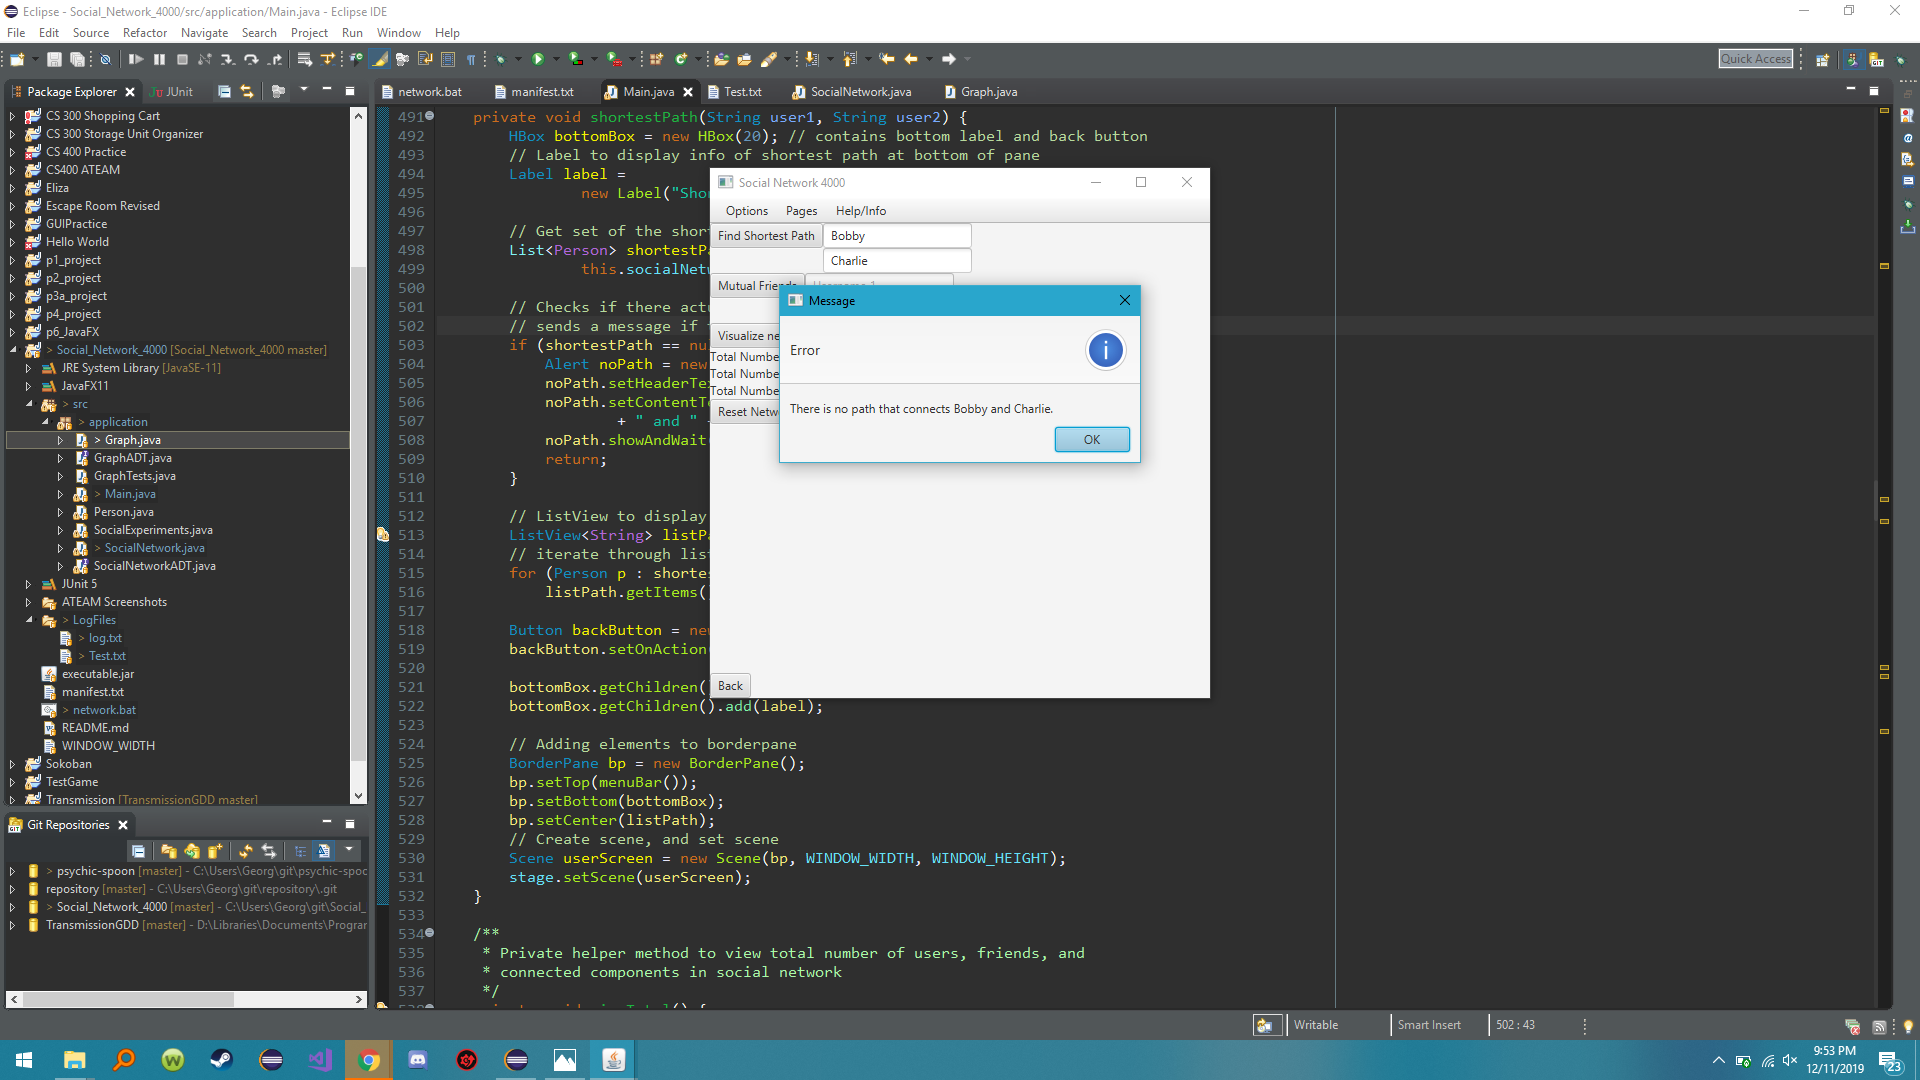 Eclipse - Social_Network_4000/src/application/Main.java - Eclipse IDE
File Edit Source Refactor Navigate Search Project Run Window Help
Quick Access
Package Explorer
JUnit
CS 300 Shopping Cart
CS 300 Storage Unit Organizer
CS 400 Practice
CS400 ATEAM
Eliza
Escape Room Revised
GUIPractice
Hello World
p1_project
p2_project
p3a_project
p4_project
p6_JavaFX
> Social_Network_4000 [Social_Network_4000 master]
JRE System Library [JavaSE-11]
JavaFX11
> src
> application
> Graph.java
GraphADT.java
GraphTests.java
> Main.java
Person.java
SocialExperiments.java
> SocialNetwork.java
SocialNetworkADT.java
JUnit 5
ATEAM Screenshots
> LogFiles
> log.txt
> Test.txt
executable.jar
manifest.txt
> network.bat
README.md
WINDOW_WIDTH
Sokoban
TestGame
Transmission [TransmissionGDD master]
Git Repositories
> psychic-spoon [master] - C:\Users\Georg\git\psychic-spoo
repository [master] - C:\Users\Georg\git\repository\.git
> Social_Network_4000 [master] - C:\Users\Georg\git\Social_
TransmissionGDD [master] - D:\Libraries\Documents\Progra
network.bat manifest.txt Main.java Test.txt SocialNetwork.java Graph.java
491 private void shortestPath(String user1, String user2) {
492 HBox bottomBox = new HBox(20); // contains bottom label and back button
493 // Label to display info of shortest path at bottom of pane
494 Label label =
495 new Label("Sho
496
497 // Get set of the shor
498 List<Person> shortestPa
499 this.socialNetw
500
501 // Checks if there actu
502 // sends a message if
503 if (shortestPath == nu
504 Alert noPath = new
505 noPath.setHeaderTe
506 noPath.setContentT
507 + " and "
508 noPath.showAndWait
509 return;
510 }
511
512 // ListView to display
513 ListView<String> listPa
514 // iterate through list
515 for (Person p : shortes
516 listPath.getItems(
517
518 Button backButton = new
519 backButton.setOnAction
520
521 bottomBox.getChildren(
522 bottomBox.getChildren().add(label);
523
524 // Adding elements to borderpane
525 BorderPane bp = new BorderPane();
526 bp.setTop(menuBar());
527 bp.setBottom(bottomBox);
528 bp.setCenter(listPath);
529 // Create scene, and set scene
530 Scene userScreen = new Scene(bp, WINDOW_WIDTH, WINDOW_HEIGHT);
531 stage.setScene(userScreen);
532 }
533
534 /**
535 * Private helper method to view total number of users, friends, and
536 * connected components in social network
537 */
Social Network 4000
Options Pages Help/Info
Find Shortest Path Bobby
Charlie
Mutual Friend
Visualize ne
Total Numbe
Total Numbe
Total Numbe
Reset Netw
Back
Message
Error
There is no path that connects Bobby and Charlie.
OK
Writable Smart Insert 502 : 43
9:53 PM
12/11/2019
23